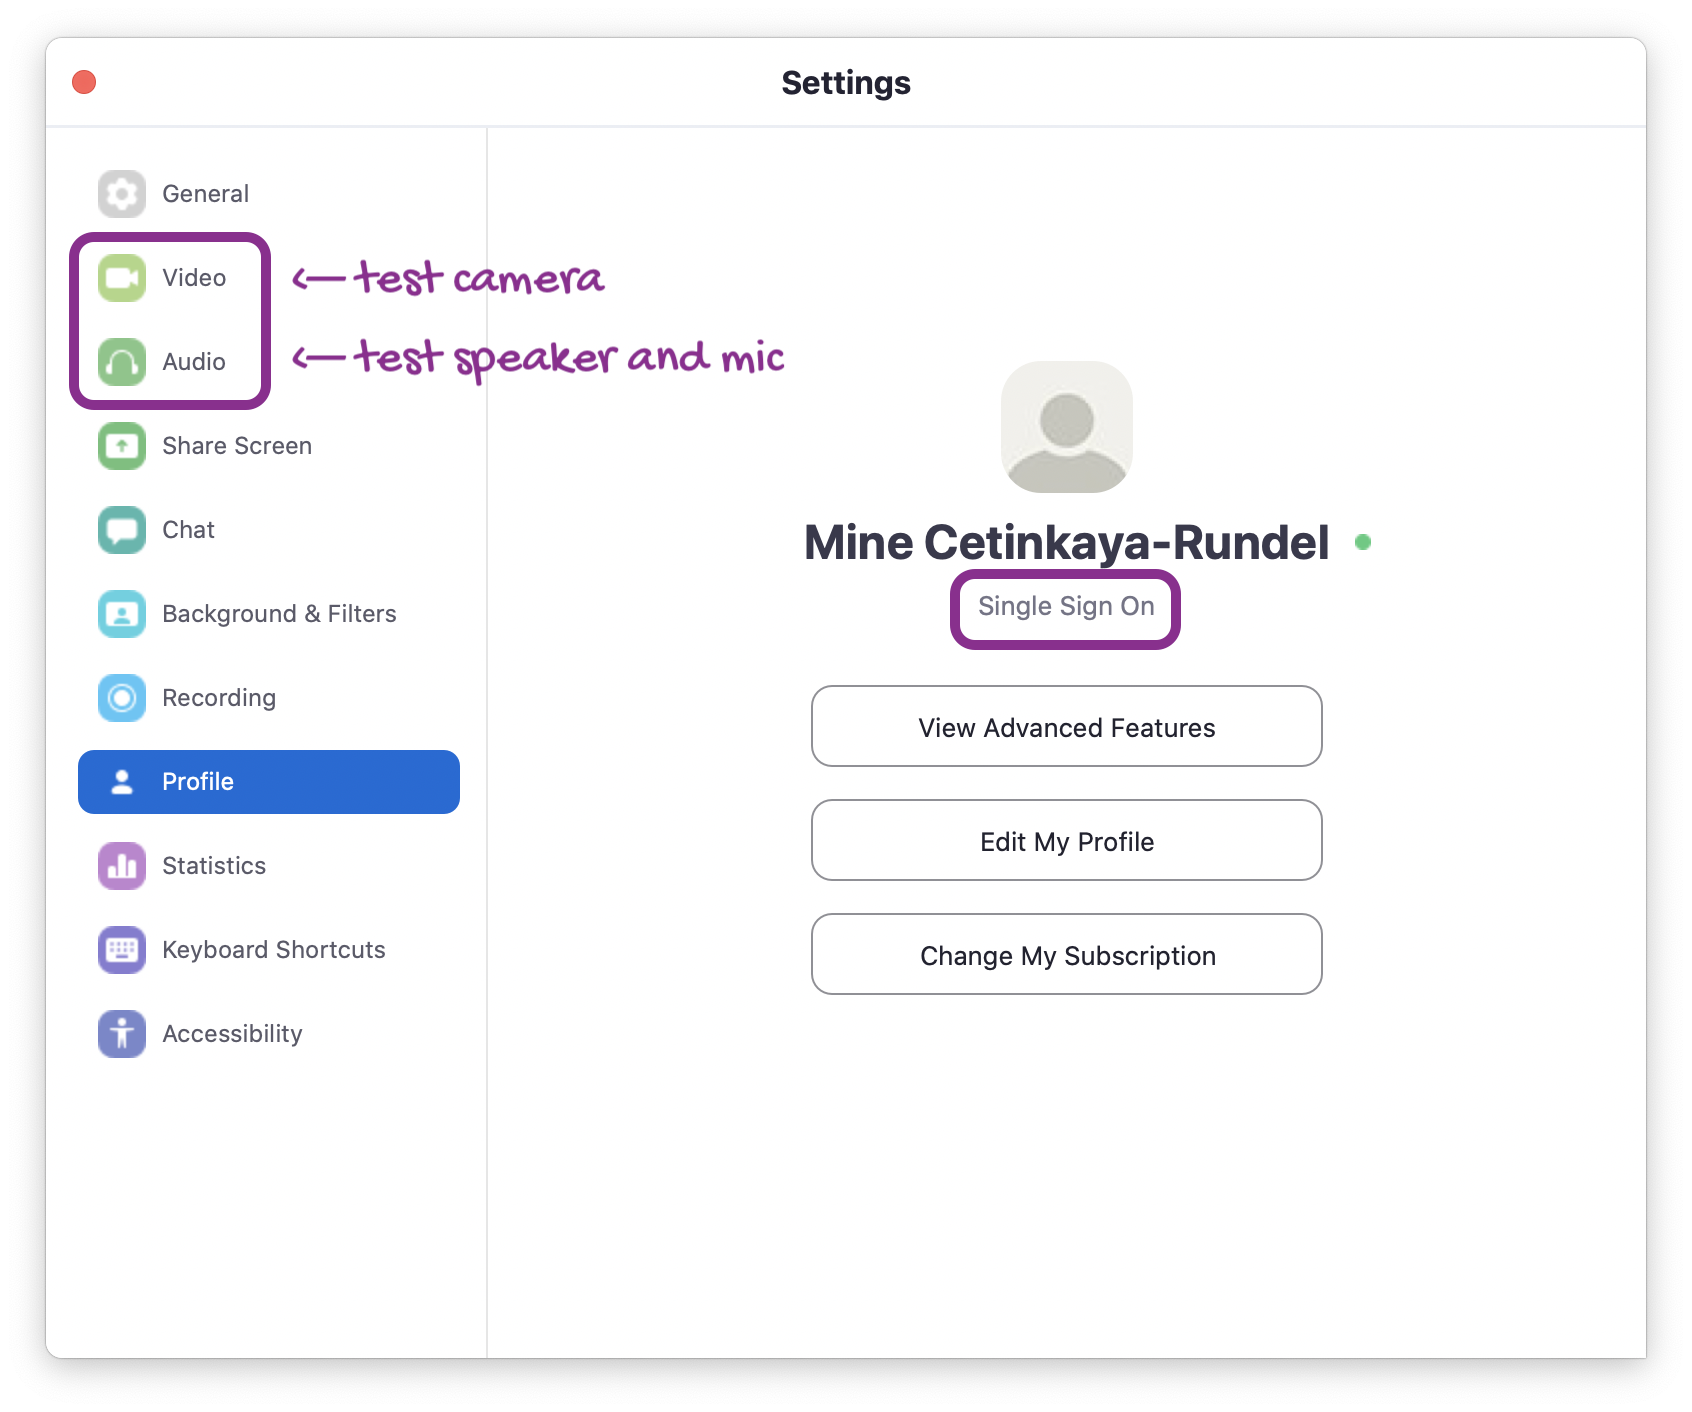 Settings
General
Video
← test camera
Audio
← test speaker and mic
Share Screen
Chat
Background & Filters
Recording
Profile
Statistics
Keyboard Shortcuts
Accessibility
Mine Cetinkaya-Rundel
Single Sign On
View Advanced Features
Edit My Profile
Change My Subscription